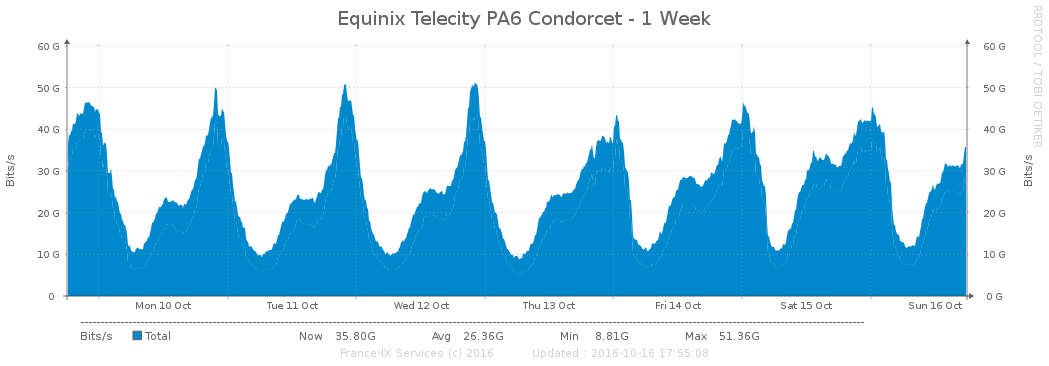 Equinix Telecity PA6 Condorcet - 1 Week
RRDTOOL / TOBI OETIKER
Bits/s
60 G 60 G
50 G 50 G
40 G 40 G
30 G 30 G
20 G 20 G
10 G 10 G
0 0 G
Bits/s
Mon 10 Oct Tue 11 Oct Wed 12 Oct Thu 13 Oct Fri 14 Oct Sat 15 Oct Sun 16 Oct
Bits/s Total Now 35.80G Avg 26.36G Min 8.81G Max 51.36G
France-IX Services (c) 2016 Updated : 2016-10-16 17:55:08